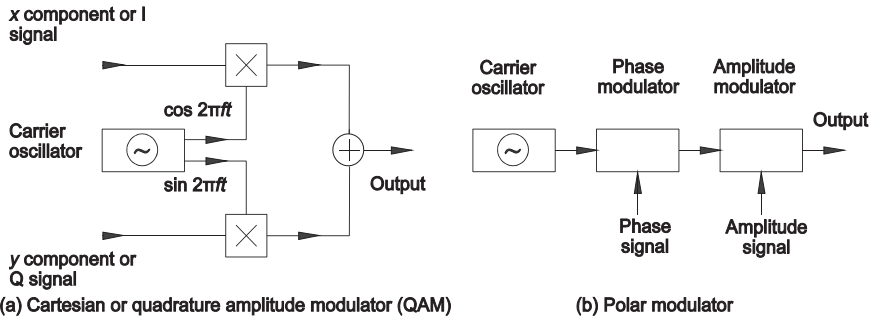 x component or I
signal
cos 2πft
Carrier
oscillator
~
sin 2πft
Output
y component or
Q signal
(a) Cartesian or quadrature amplitude modulator (QAM)
Carrier
oscillator
Phase
modulator
Amplitude
modulator
Output
~
Phase
signal
Amplitude
signal
(b) Polar modulator